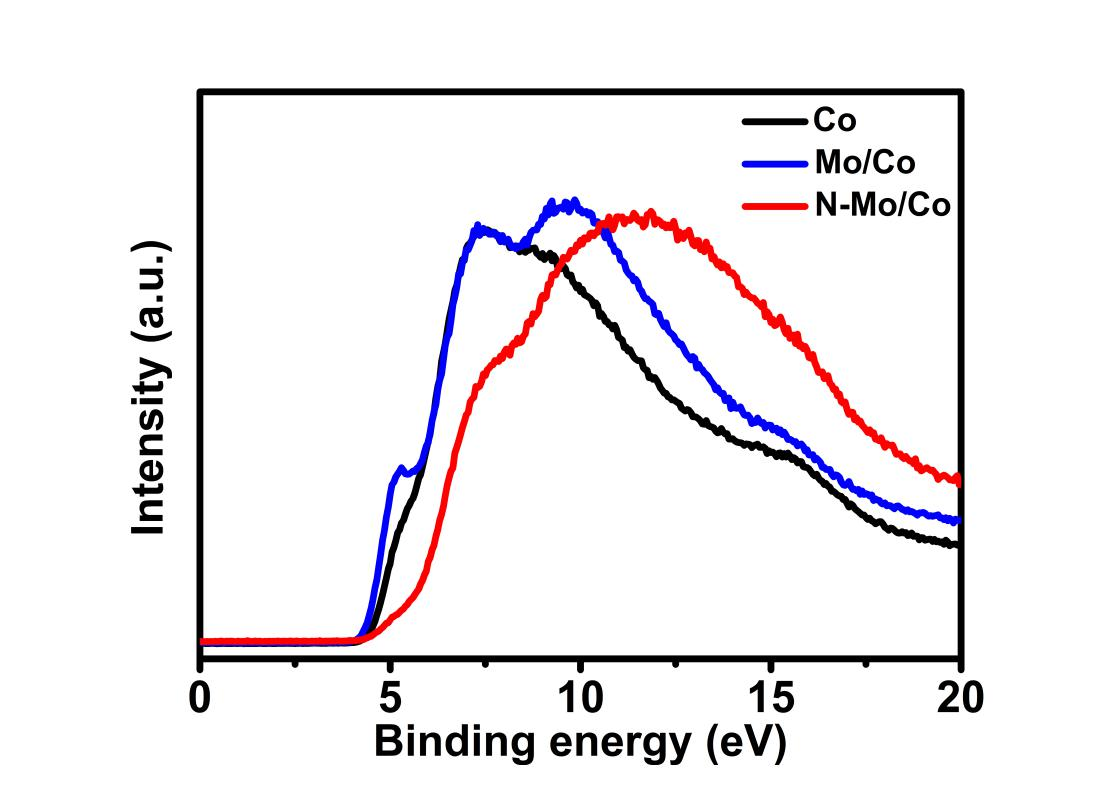 Co
Mo/Co
N-Mo/Co
Intensity (a.u.)
0 5 10 15 20
Binding energy (eV)